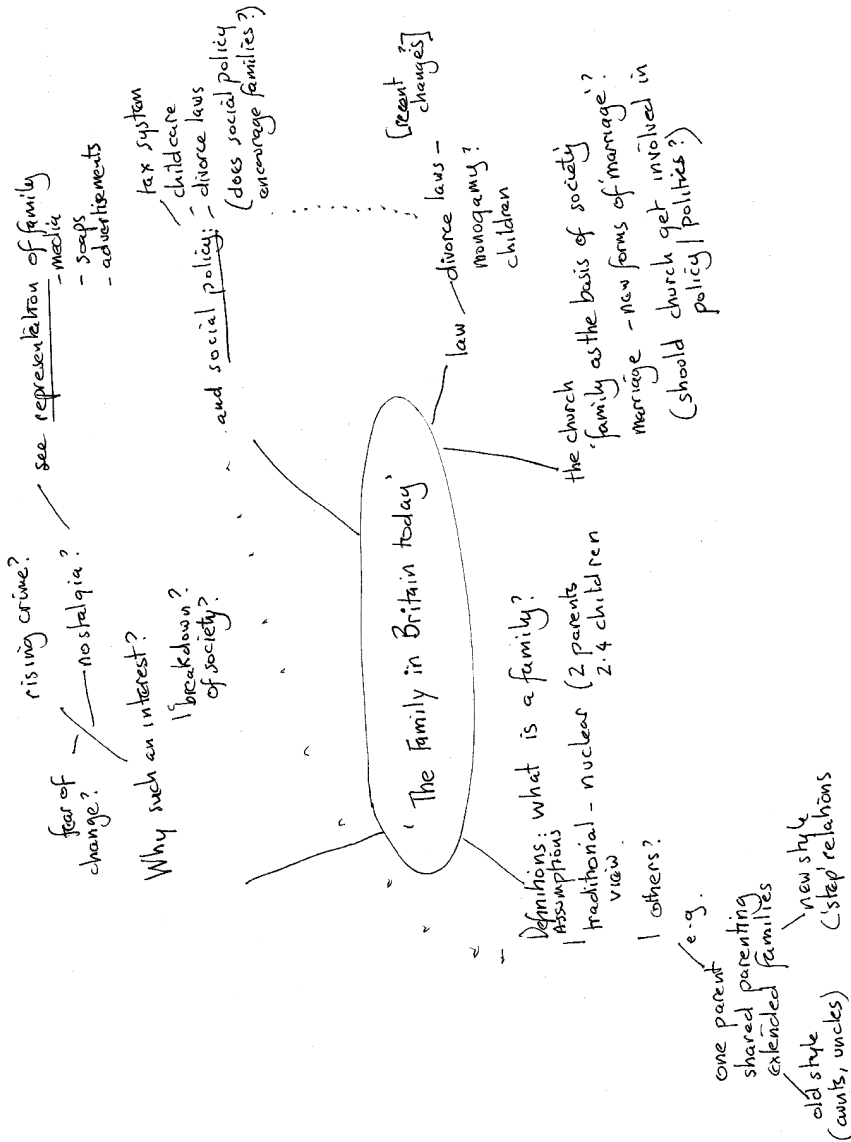 'The Family in Britain today'
Why such an interest?
fear of
change?
rising crime?
nostalgia?
breakdown?
of society?
see representation of family
- media
- soaps
- advertisements
and social policy:
tax system
childcare
- divorce laws
(does social policy
encourage families?)
law
divorce laws -
monogamy?
children
[recent
changes?]
the church
'family as the basis of society
marriage - new forms of 'marriage'?
(should church get involved in
policy / politics?)
Definitions: what is a family?
Assumptions
traditional - nuclear (2 parents
view.
2.4 children
others?
e.g.
one parent
shared parenting
extended families
old style
(aunts, uncles)
new style
('step' relations